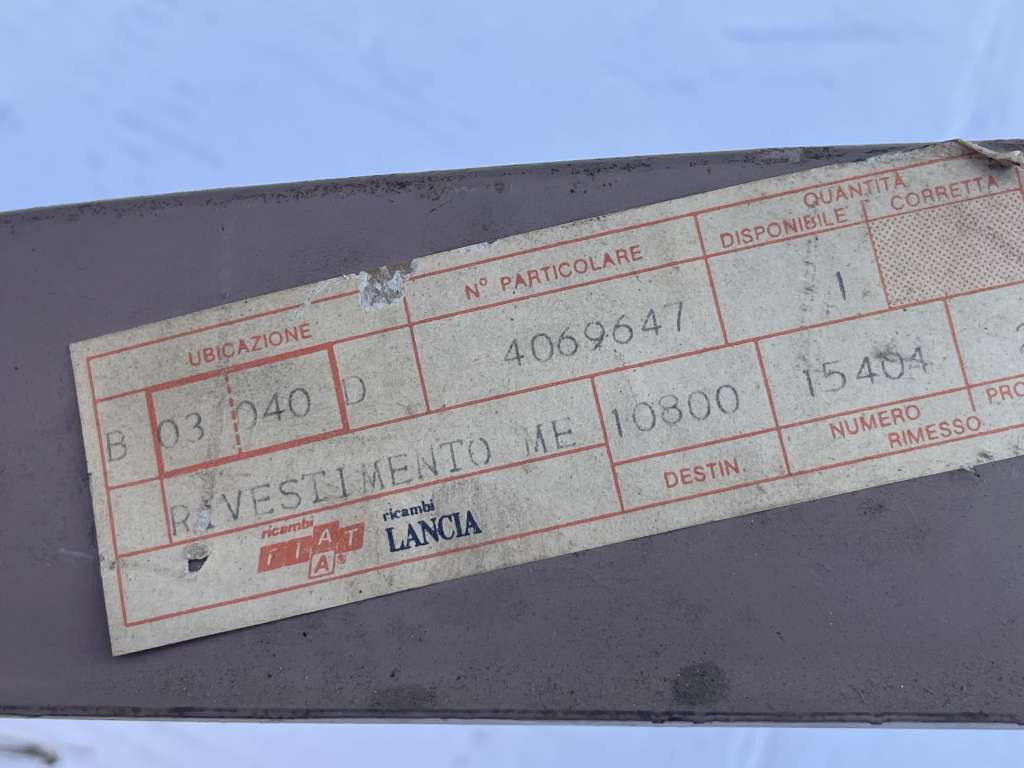 UBICAZIONE
N° PARTICOLARE
QUANTITÀ
DISPONIBILE
CORRETTA
B 03 040 D
4069647
1
RIVESTIMENTO ME
10800
15404
DESTIN.
NUMERO
RIMESSO
PRO
ricambi
FIAT
A®
ricambi
LANCIA